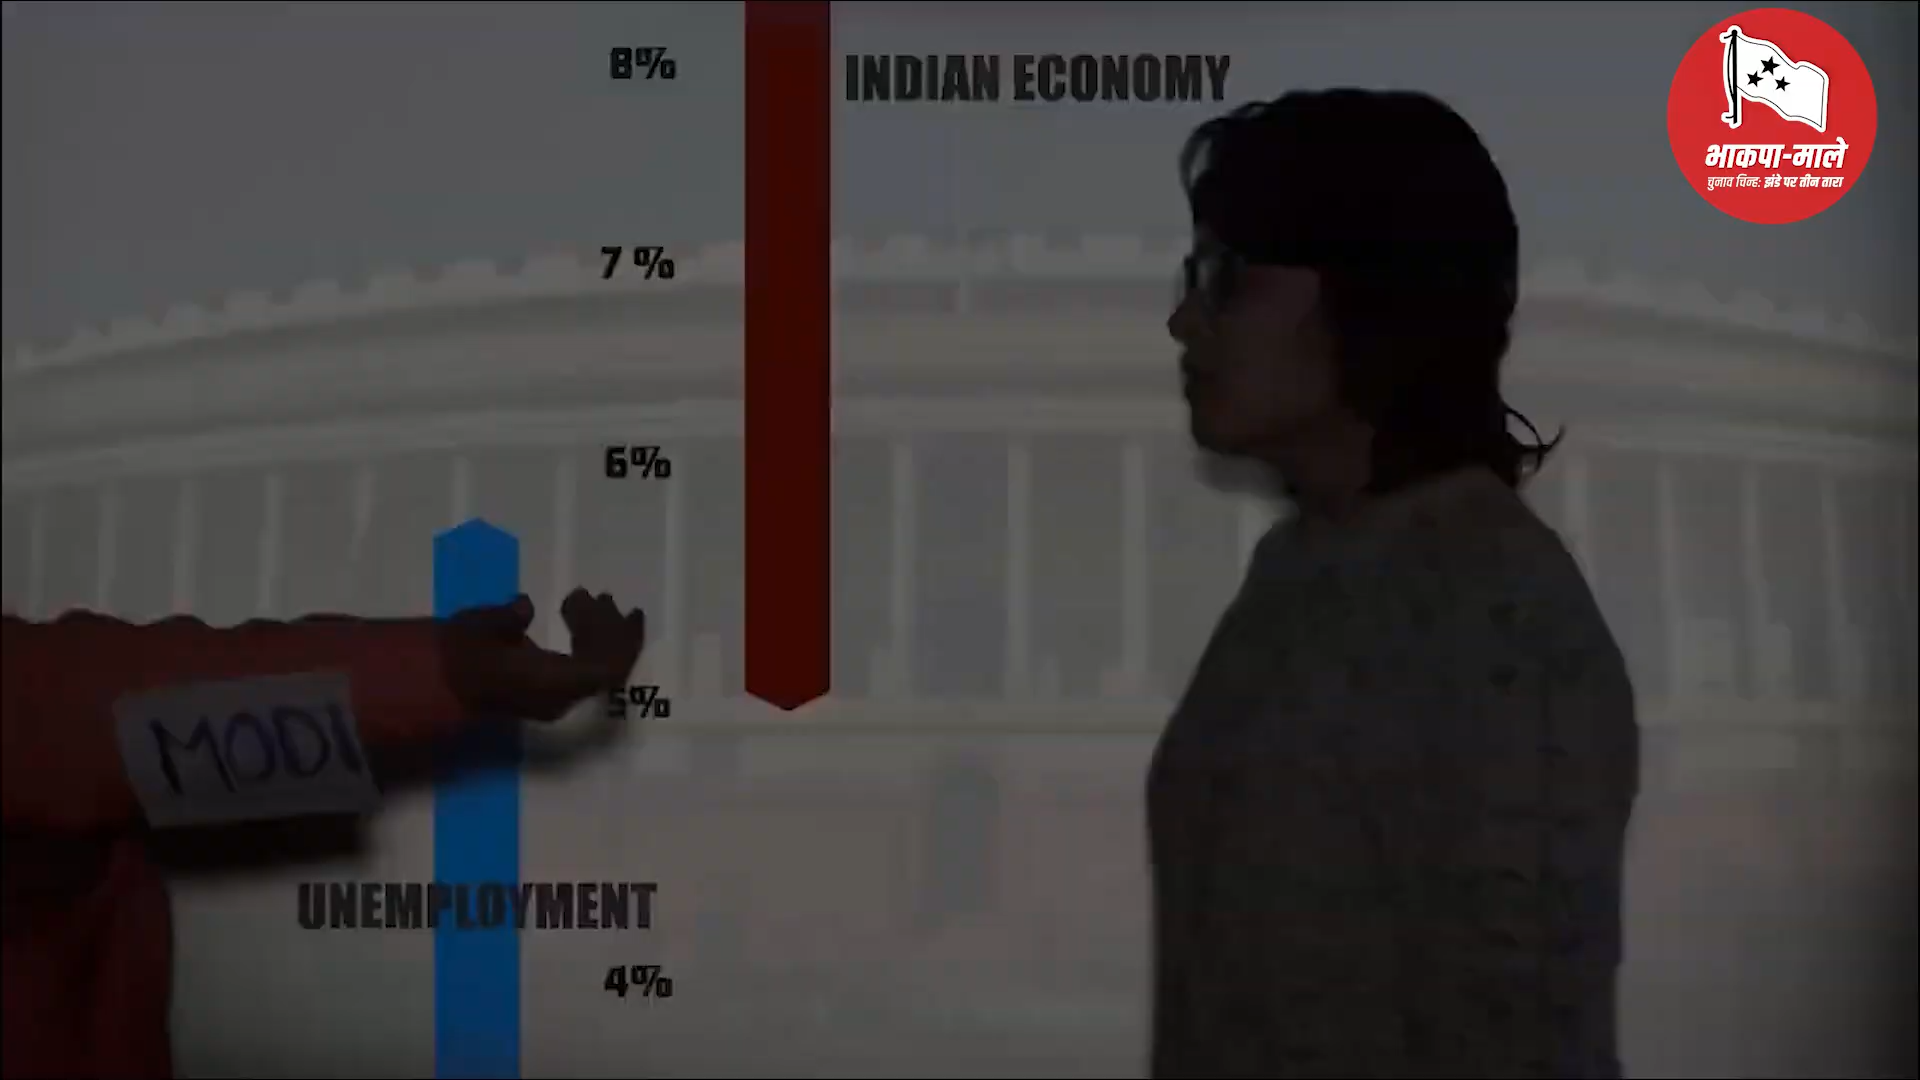 8%
INDIAN ECONOMY
7 %
6%
5%
MODI
UNEMPLOYMENT
4%
भाकपा-माले
चुनाव चिन्ह: झंडे पर तीन तारा